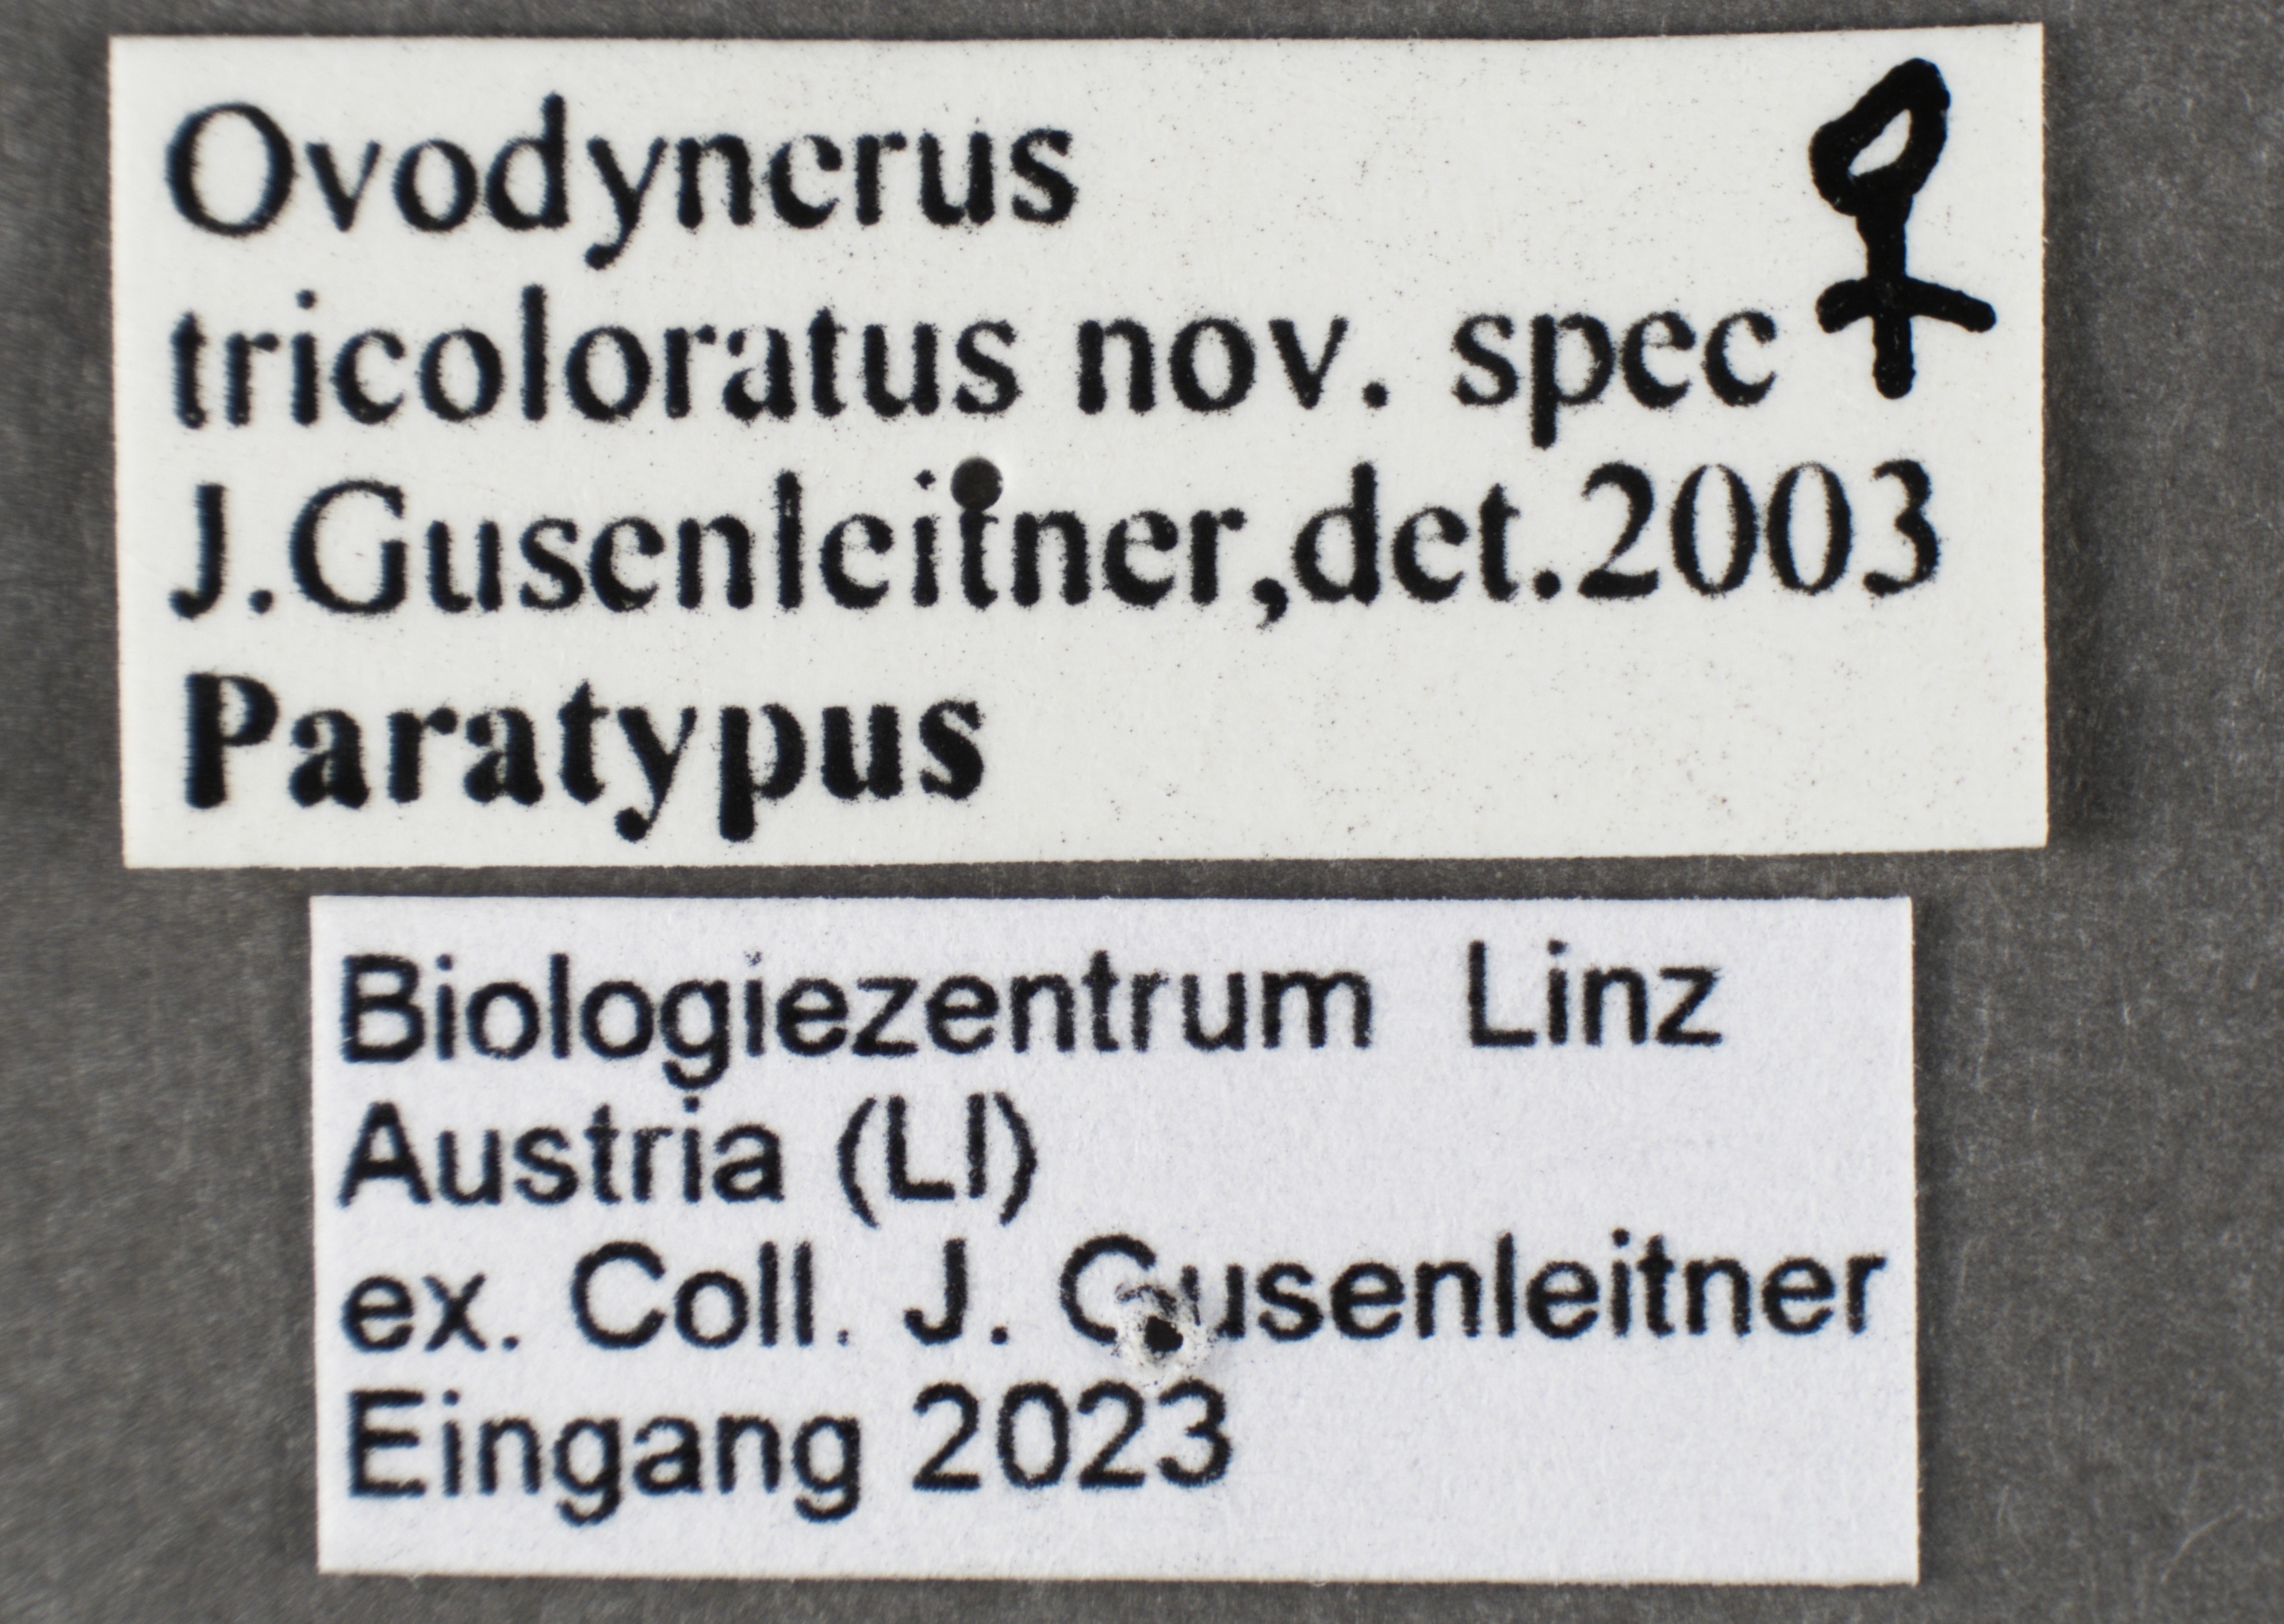 Ovodynerus ♀
tricoloratus nov. spec
J.Gusenleitner,det.2003
Paratypus
Biologiezentrum Linz
Austria (LI)
ex. Coll. J. Gusenleitner
Eingang 2023